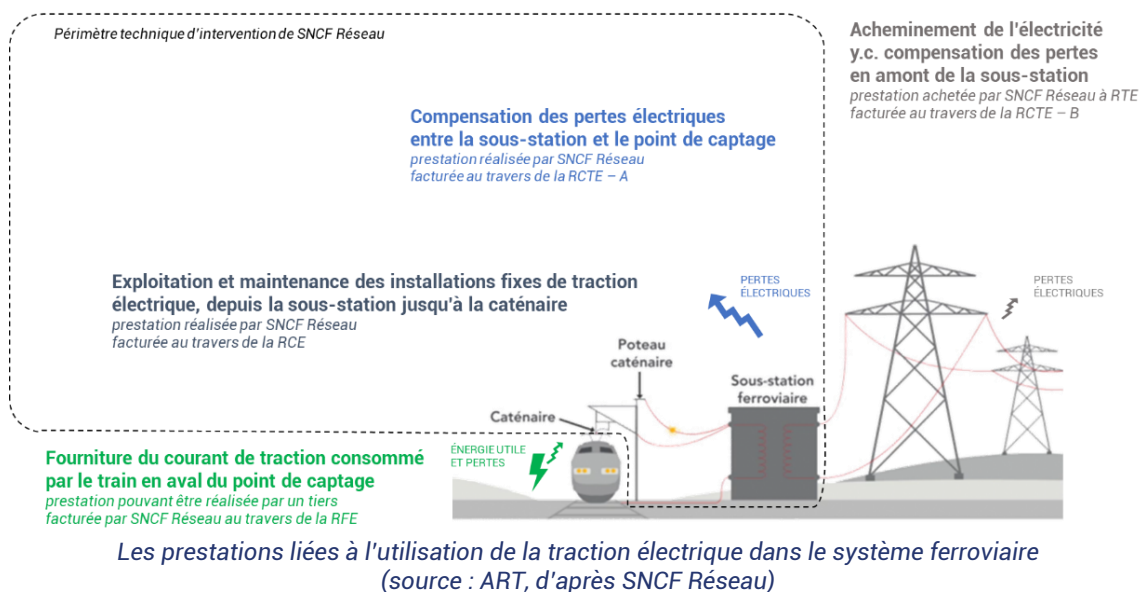 Périmètre technique d'intervention de SNCF Réseau
Acheminement de l'électricité
y.c. compensation des pertes
en amont de la sous-station
prestation achetée par SNCF Réseau à RTE
facturée au travers de la RCTE – B
Compensation des pertes électriques
entre la sous-station et le point de captage
prestation réalisée par SNCF Réseau
facturée au travers de la RCTE – A
Exploitation et maintenance des installations fixes de traction
électrique, depuis la sous-station jusqu'à la caténaire
prestation réalisée par SNCF Réseau
facturée au travers de la RCE
PERTES
ÉLECTRIQUES
PERTES
ÉLECTRIQUES
Poteau
caténaire
Sous-station
ferroviaire
Caténaire
ÉNERGIE UTILE
ET PERTES
Fourniture du courant de traction consommé
par le train en aval du point de captage
prestation pouvant être réalisée par un tiers
facturée par SNCF Réseau au travers de la RFE
Les prestations liées à l'utilisation de la traction électrique dans le système ferroviaire
(source : ART, d'après SNCF Réseau)